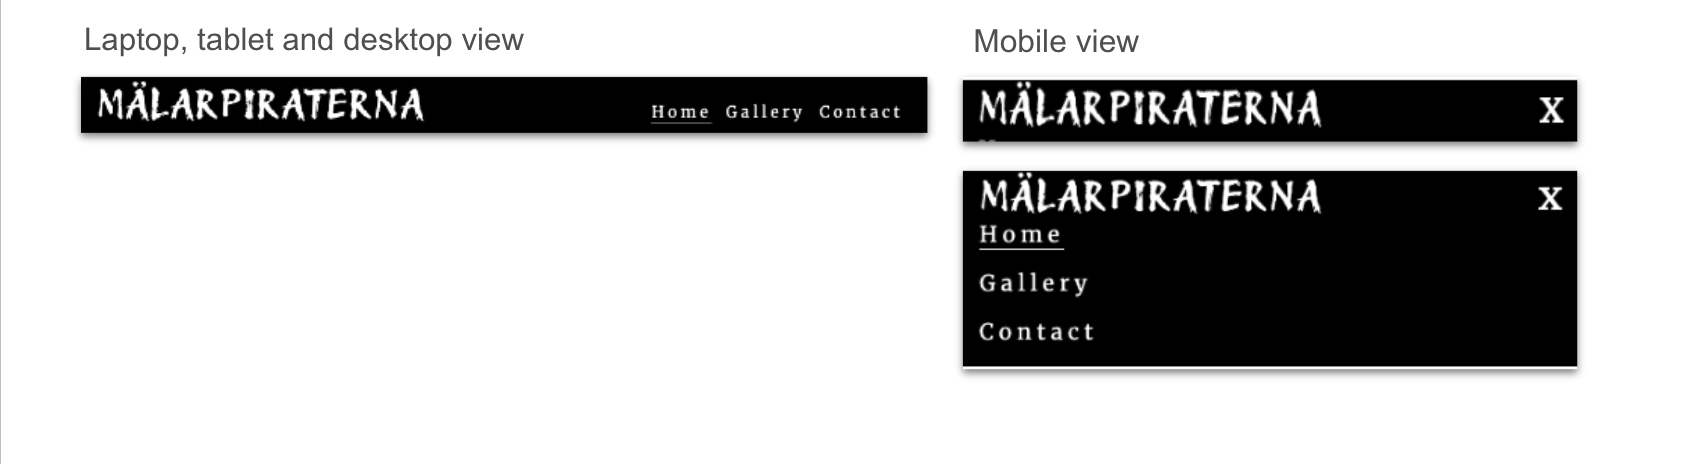 Laptop, tablet and desktop view
MÄLARPIRATERNA
Home Gallery Contact
Mobile view
MÄLARPIRATERNA X
MÄLARPIRATERNA X
Home
Gallery
Contact